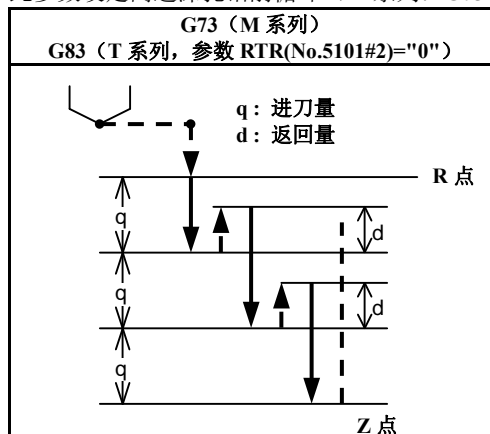 G73（M 系列）
G83（T 系列，参数 RTR(No.5101#2)="0"）
q : 进刀量
d : 返回量
R 点
q
d
q
d
q
Z 点